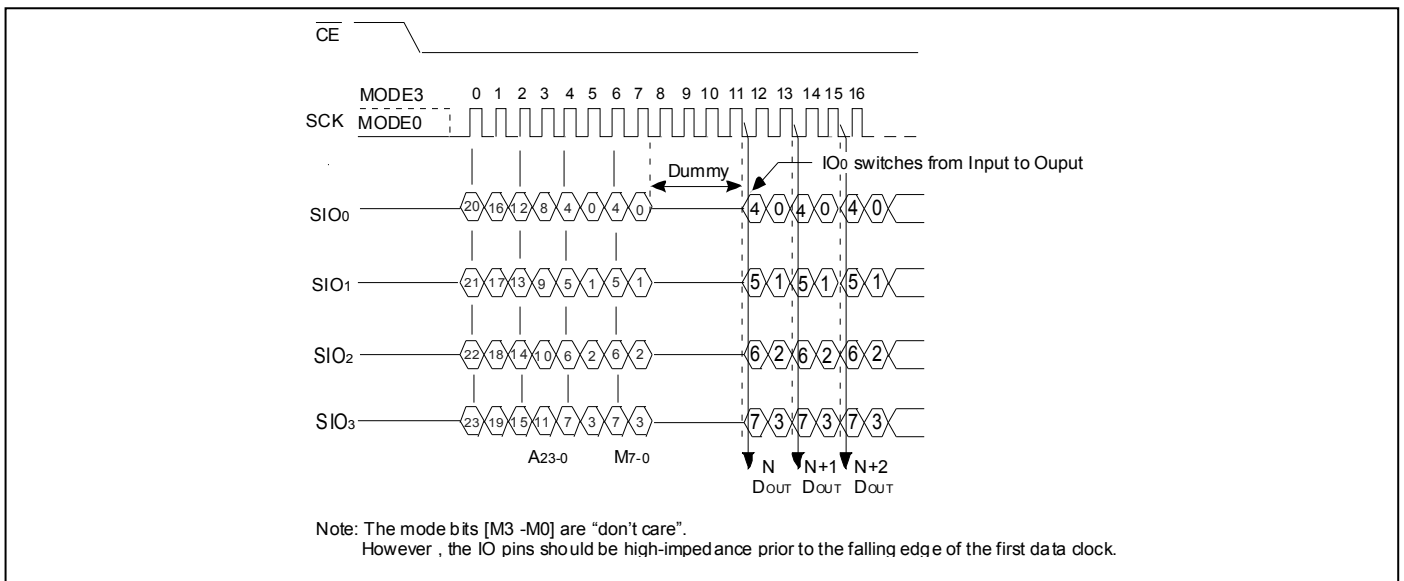 CE
MODE3 0 1 2 3 4 5 6 7 8 9 10 11 12 13 14 15 16
SCK MODE0
Dummy IO0 switches from Input to Ouput
SIO0 20 16 12 8 4 0 4 0 4 0 4 0 4 0
SIO1 21 17 13 9 5 1 5 1 5 1 5 1 5 1
SIO2 22 18 14 10 6 2 6 2 6 2 6 2 6 2
SIO3 23 19 15 11 7 3 7 3 7 3 7 3 7 3
A23-0 M7-0 N N+1 N+2
DOUT DOUT DOUT
Note: The mode bits [M3 -M0] are “don’t care”.
However , the IO pins should be high-impedance prior to the falling edge of the first data clock.